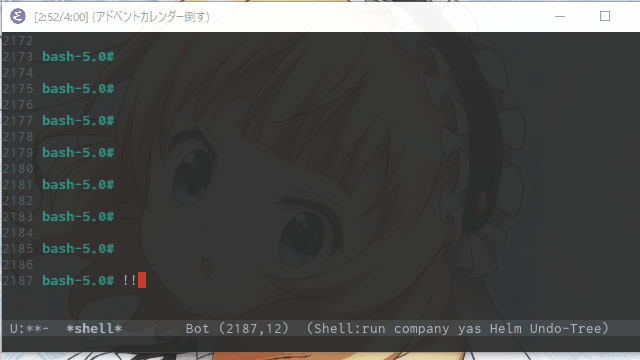 [2:52/4:00] (アドベントカレンダー倒す)
2172
2173 bash-5.0#
2174
2175 bash-5.0#
2176
2177 bash-5.0#
2178
2179 bash-5.0#
2180
2181 bash-5.0#
2182
2183 bash-5.0#
2184
2185 bash-5.0#
2186
2187 bash-5.0# !!
U:**- *shell* Bot (2187,12) (Shell:run company yas Helm Undo-Tree)